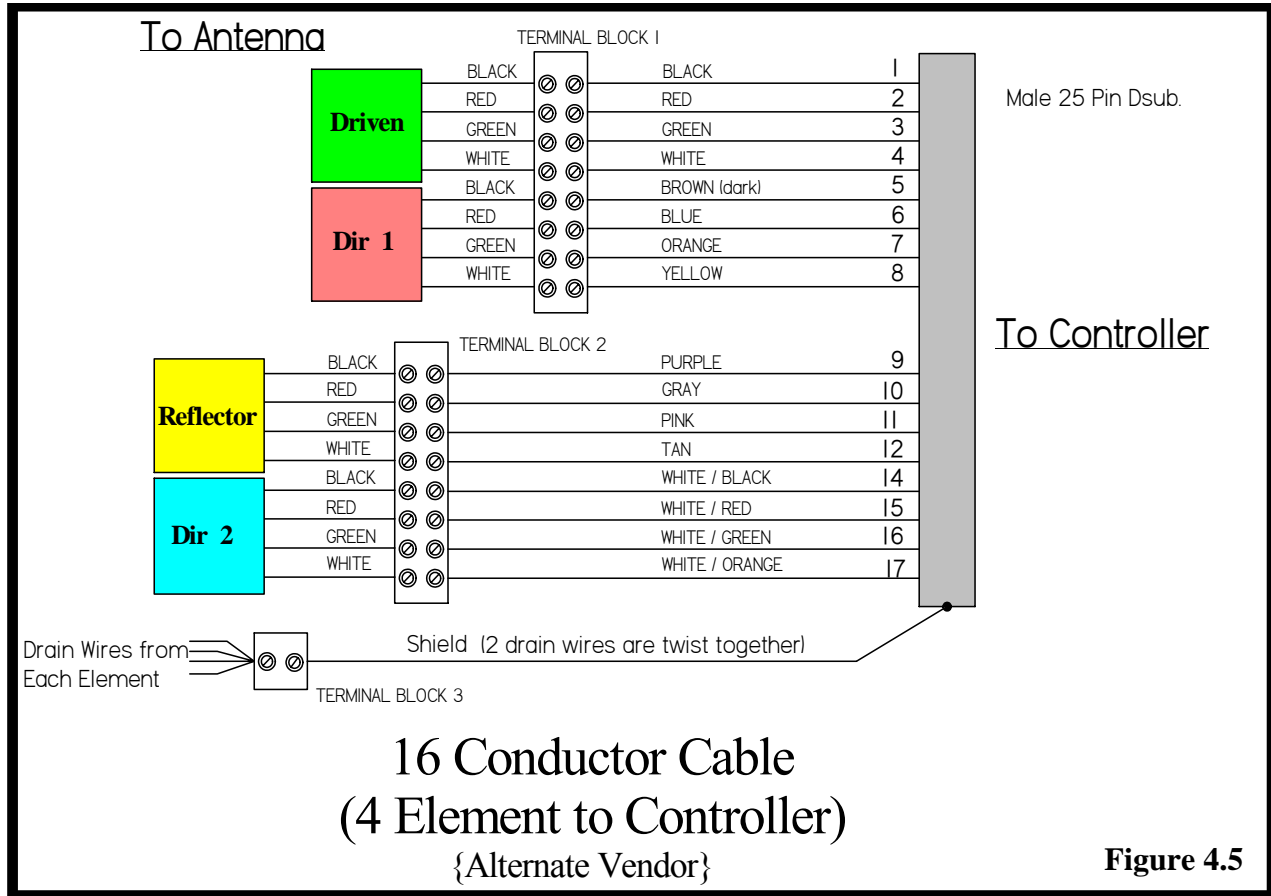 To Antenna
TERMINAL BLOCK 1
Driven
BLACK BLACK 1
RED RED 2
GREEN GREEN 3
WHITE WHITE 4
Dir 1
BLACK BROWN (dark) 5
RED BLUE 6
GREEN ORANGE 7
WHITE YELLOW 8
Male 25 Pin Dsub.
To Controller
TERMINAL BLOCK 2
Reflector
BLACK PURPLE 9
RED GRAY 10
GREEN PINK 11
WHITE TAN 12
Dir 2
BLACK WHITE / BLACK 14
RED WHITE / RED 15
GREEN WHITE / GREEN 16
WHITE WHITE / ORANGE 17
Drain Wires from
Each Element
Shield (2 drain wires are twist together)
TERMINAL BLOCK 3
16 Conductor Cable
(4 Element to Controller)
{Alternate Vendor}
Figure 4.5